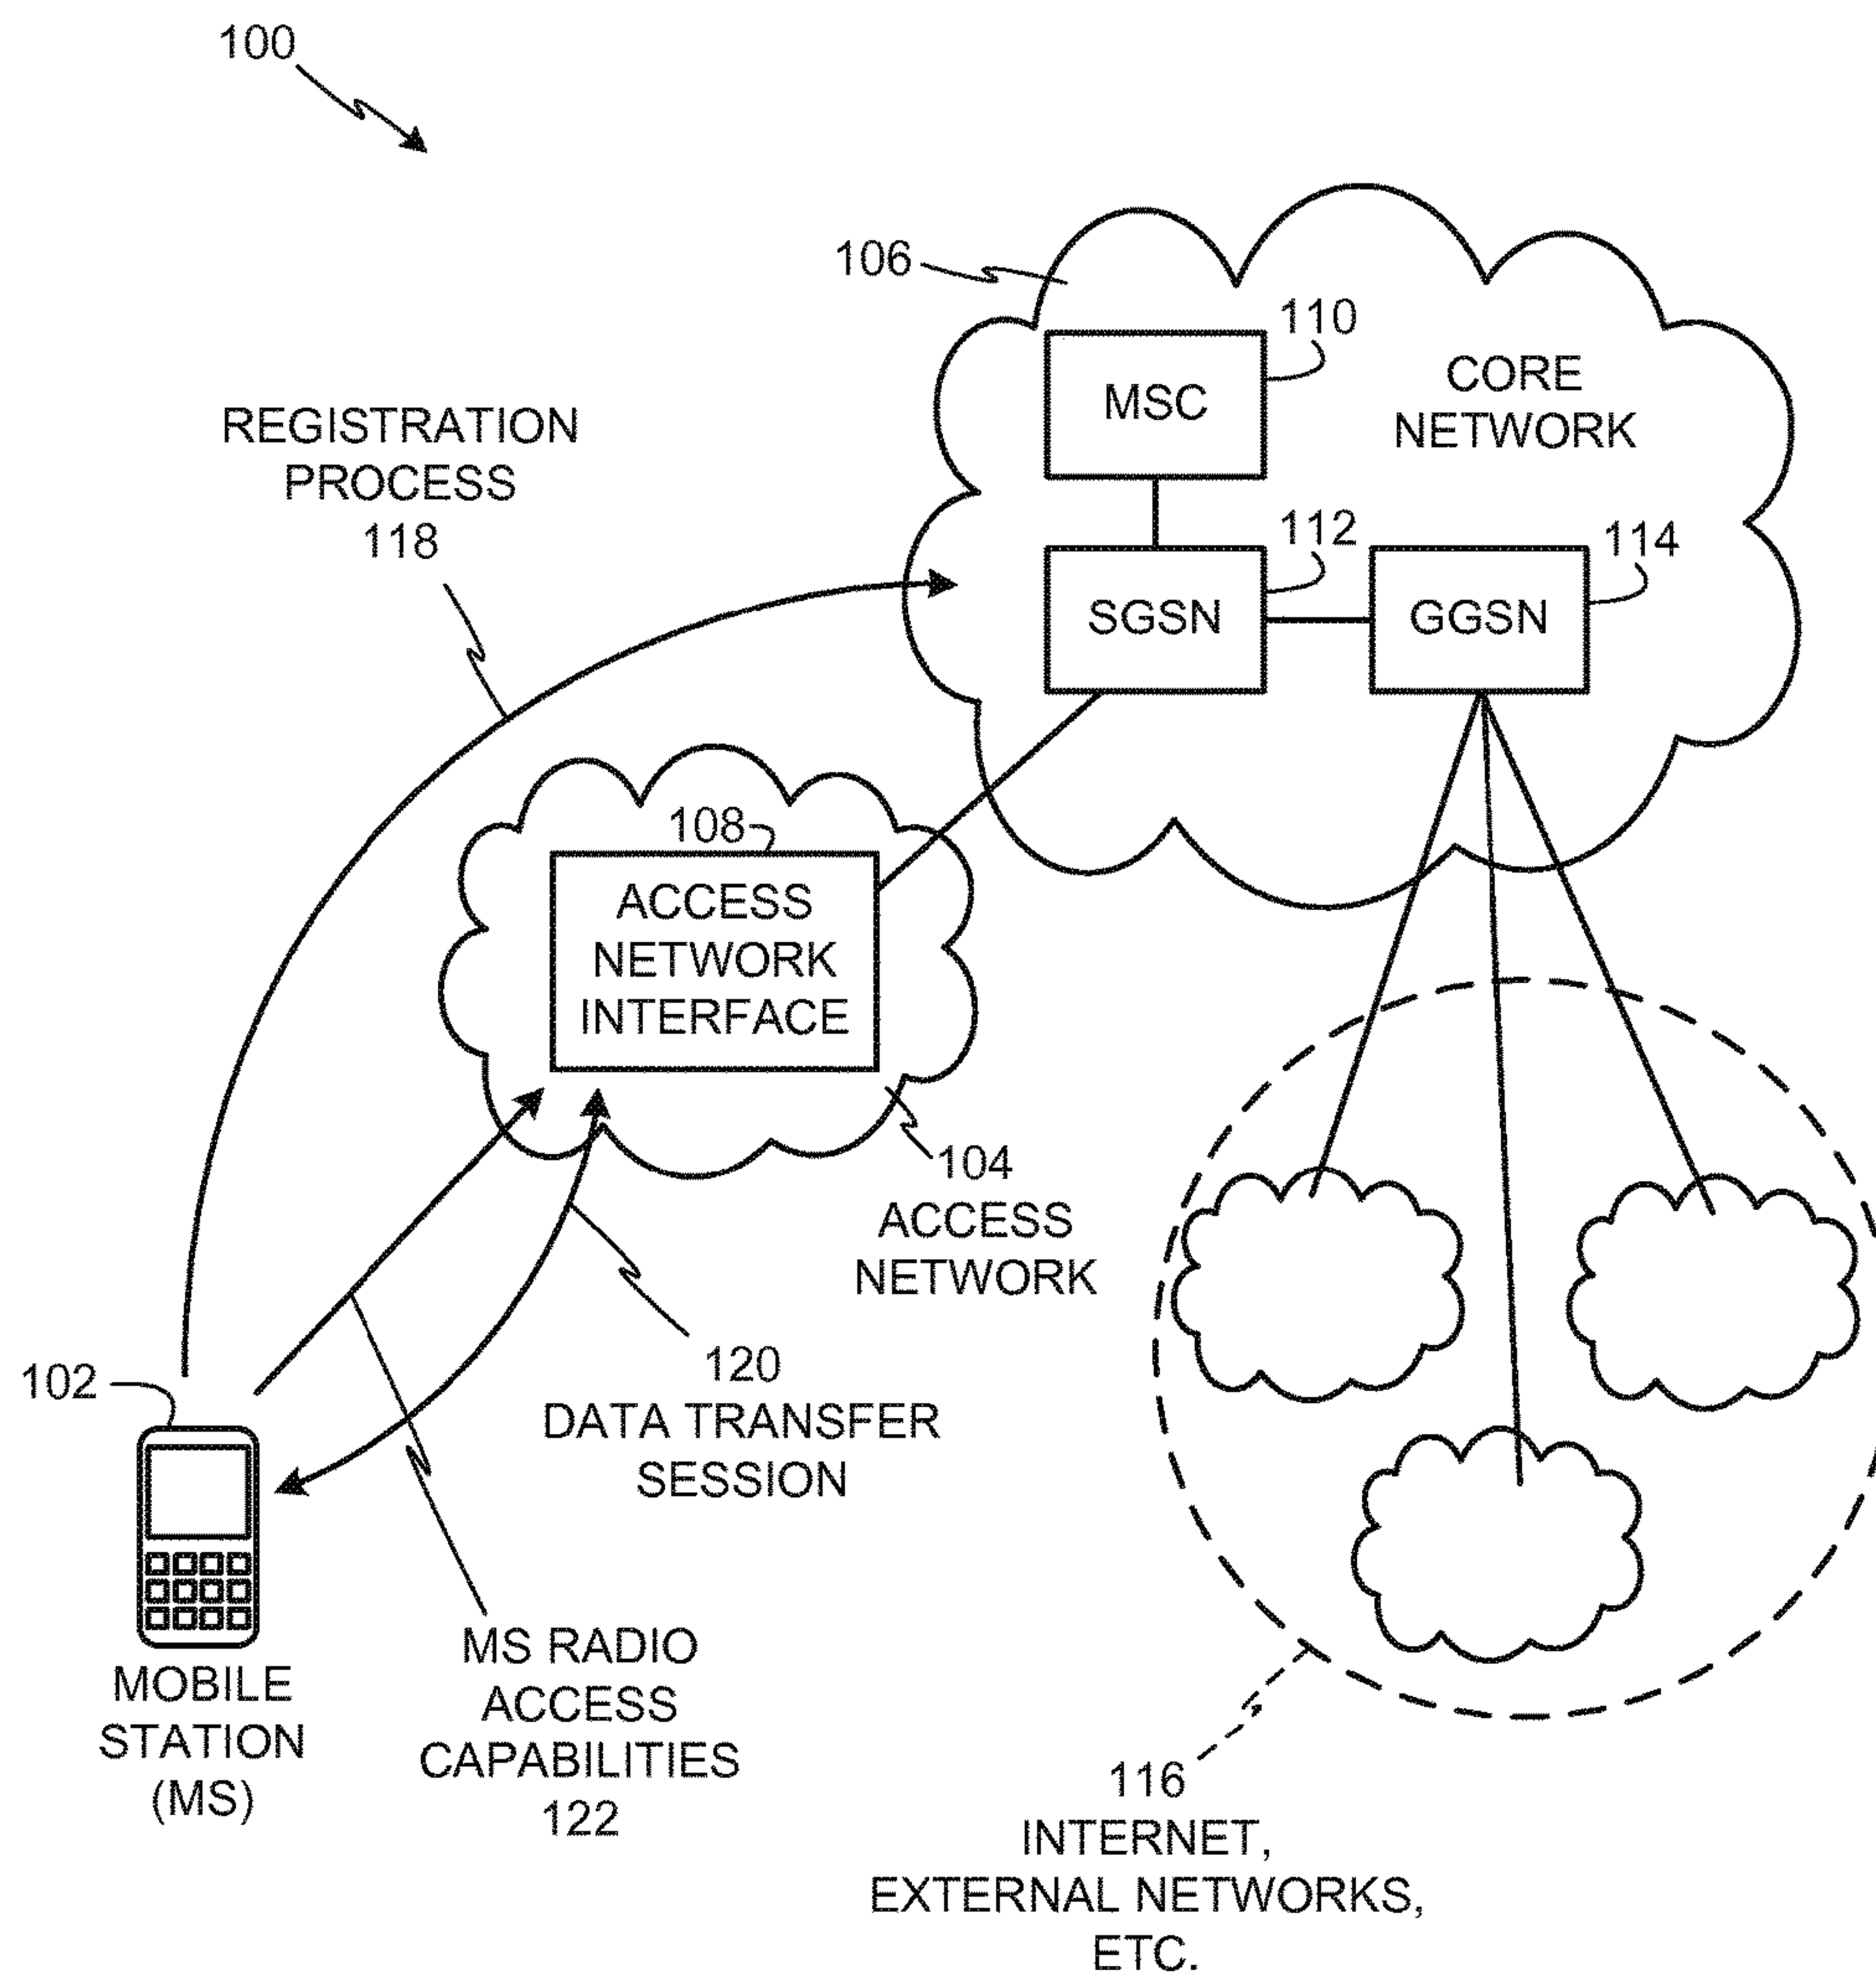 100
106
110
MSC
CORE
NETWORK
REGISTRATION
PROCESS
118
112
114
SGSN
GGSN
108
ACCESS
NETWORK
INTERFACE
104
ACCESS
NETWORK
120
DATA TRANSFER
SESSION
102
MOBILE
STATION
(MS)
MS RADIO
ACCESS
CAPABILITIES
122
116
INTERNET,
EXTERNAL NETWORKS,
ETC.